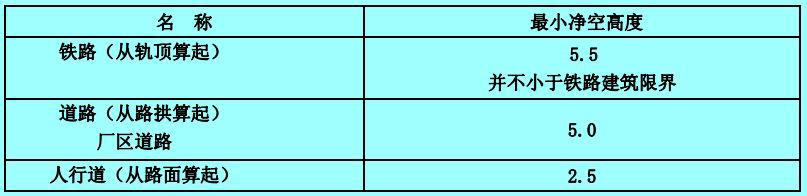 名 称 最小净空高度
铁路（从轨顶算起） 5.5
并不小于铁路建筑限界
道路（从路拱算起）
厂区道路 5.0
人行道（从路面算起） 2.5